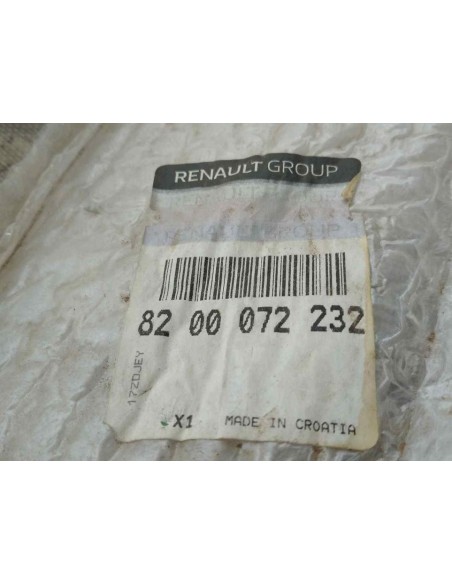 RENAULT GROUP
82 00 072 232
17ZDJEY
X1 MADE IN CROATIA